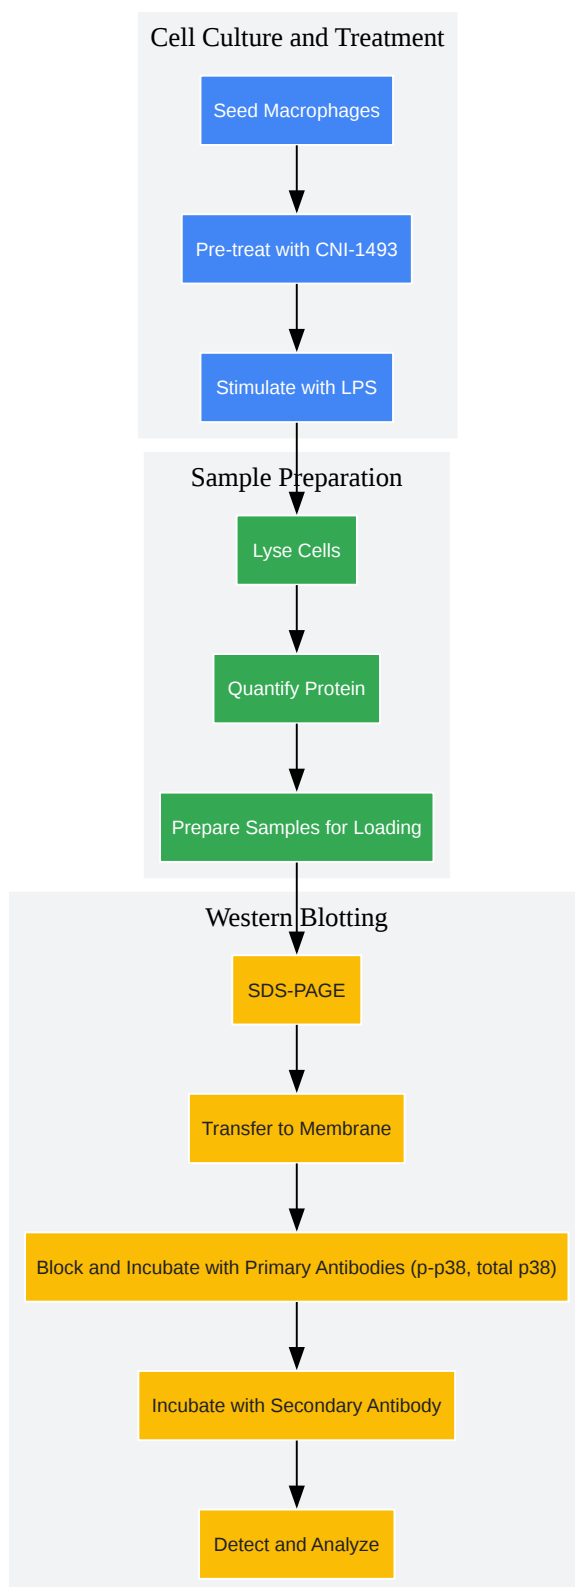 Cell Culture and Treatment
Seed Macrophages
Pre-treat with CNI-1493
Stimulate with LPS
Sample Preparation
Lyse Cells
Quantify Protein
Prepare Samples for Loading
Western Blotting
SDS-PAGE
Transfer to Membrane
Block and Incubate with Primary Antibodies (p-p38, total p38)
Incubate with Secondary Antibody
Detect and Analyze